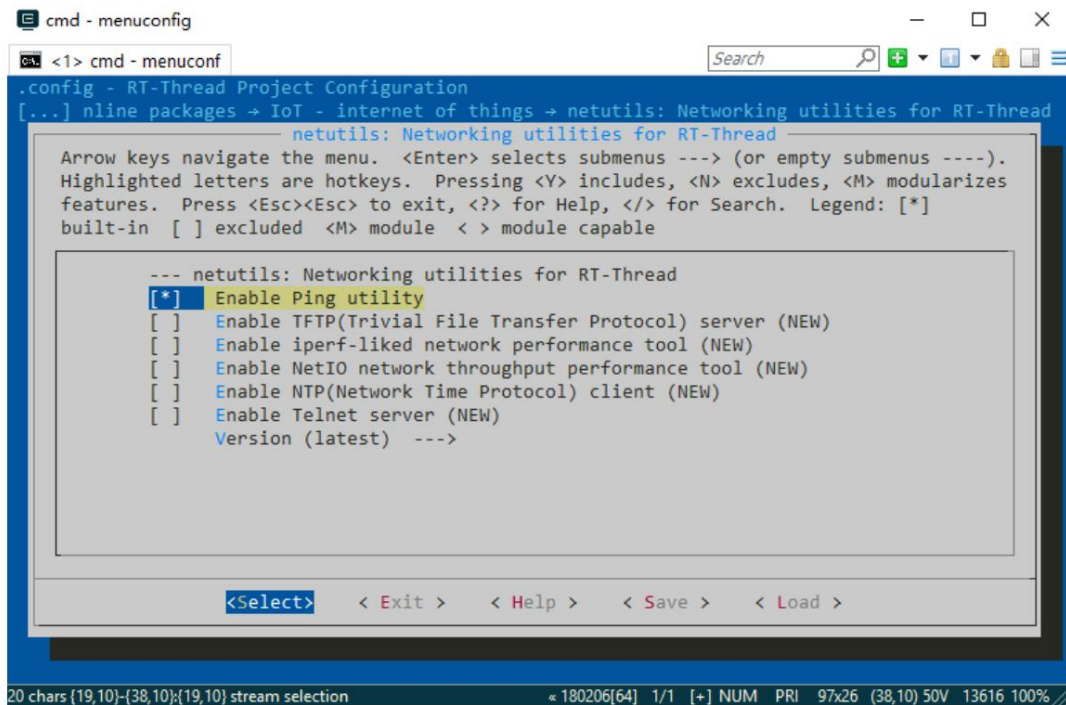 cmd - menuconfig
<1> cmd - menuconf
Search
.config - RT-Thread Project Configuration
[...] nline packages → IoT - internet of things → netutils: Networking utilities for RT-Thread
netutils: Networking utilities for RT-Thread
Arrow keys navigate the menu. <Enter> selects submenus ---> (or empty submenus ----).
Highlighted letters are hotkeys. Pressing <Y> includes, <N> excludes, <M> modularizes
features. Press <Esc><Esc> to exit, <?> for Help, </> for Search. Legend: [*]
built-in [ ] excluded <M> module < > module capable
--- netutils: Networking utilities for RT-Thread
[*] Enable Ping utility
[ ] Enable TFTP(Trivial File Transfer Protocol) server (NEW)
[ ] Enable iperf-liked network performance tool (NEW)
[ ] Enable NetIO network throughput performance tool (NEW)
[ ] Enable NTP(Network Time Protocol) client (NEW)
[ ] Enable Telnet server (NEW)
Version (latest) --->
<Select> < Exit > < Help > < Save > < Load >
20 chars {19,10}-{38,10}:{19,10} stream selection « 180206[64] 1/1 [+] NUM PRI 97x26 (38,10) 50V 13616 100%